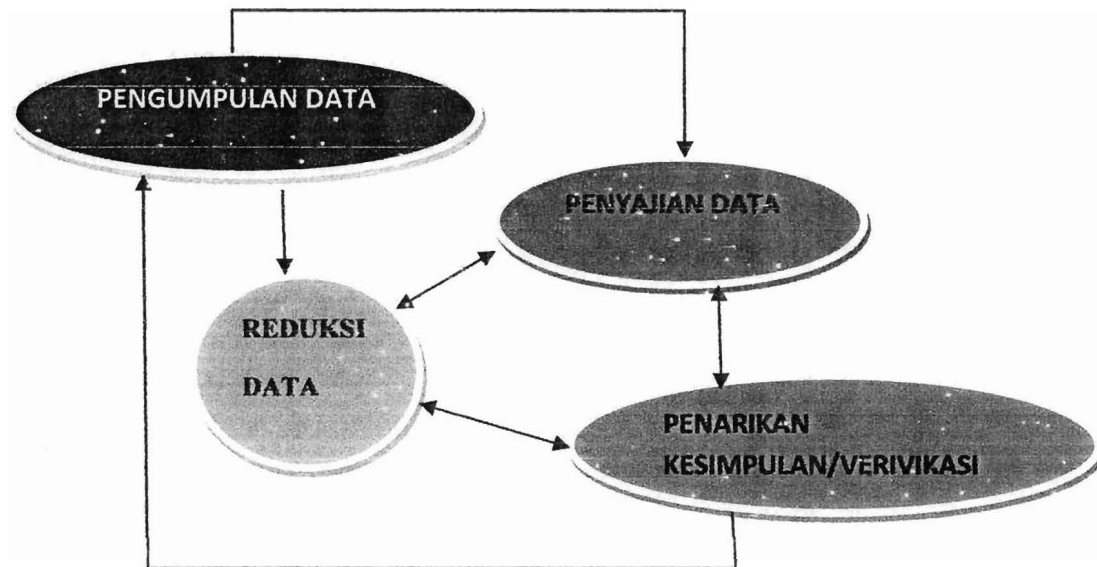 PENGUMPULAN DATA
PENYAJIAN DATA
REDUKSI
DATA
PENARIKAN
KESIMPULAN/VERIVIKASI